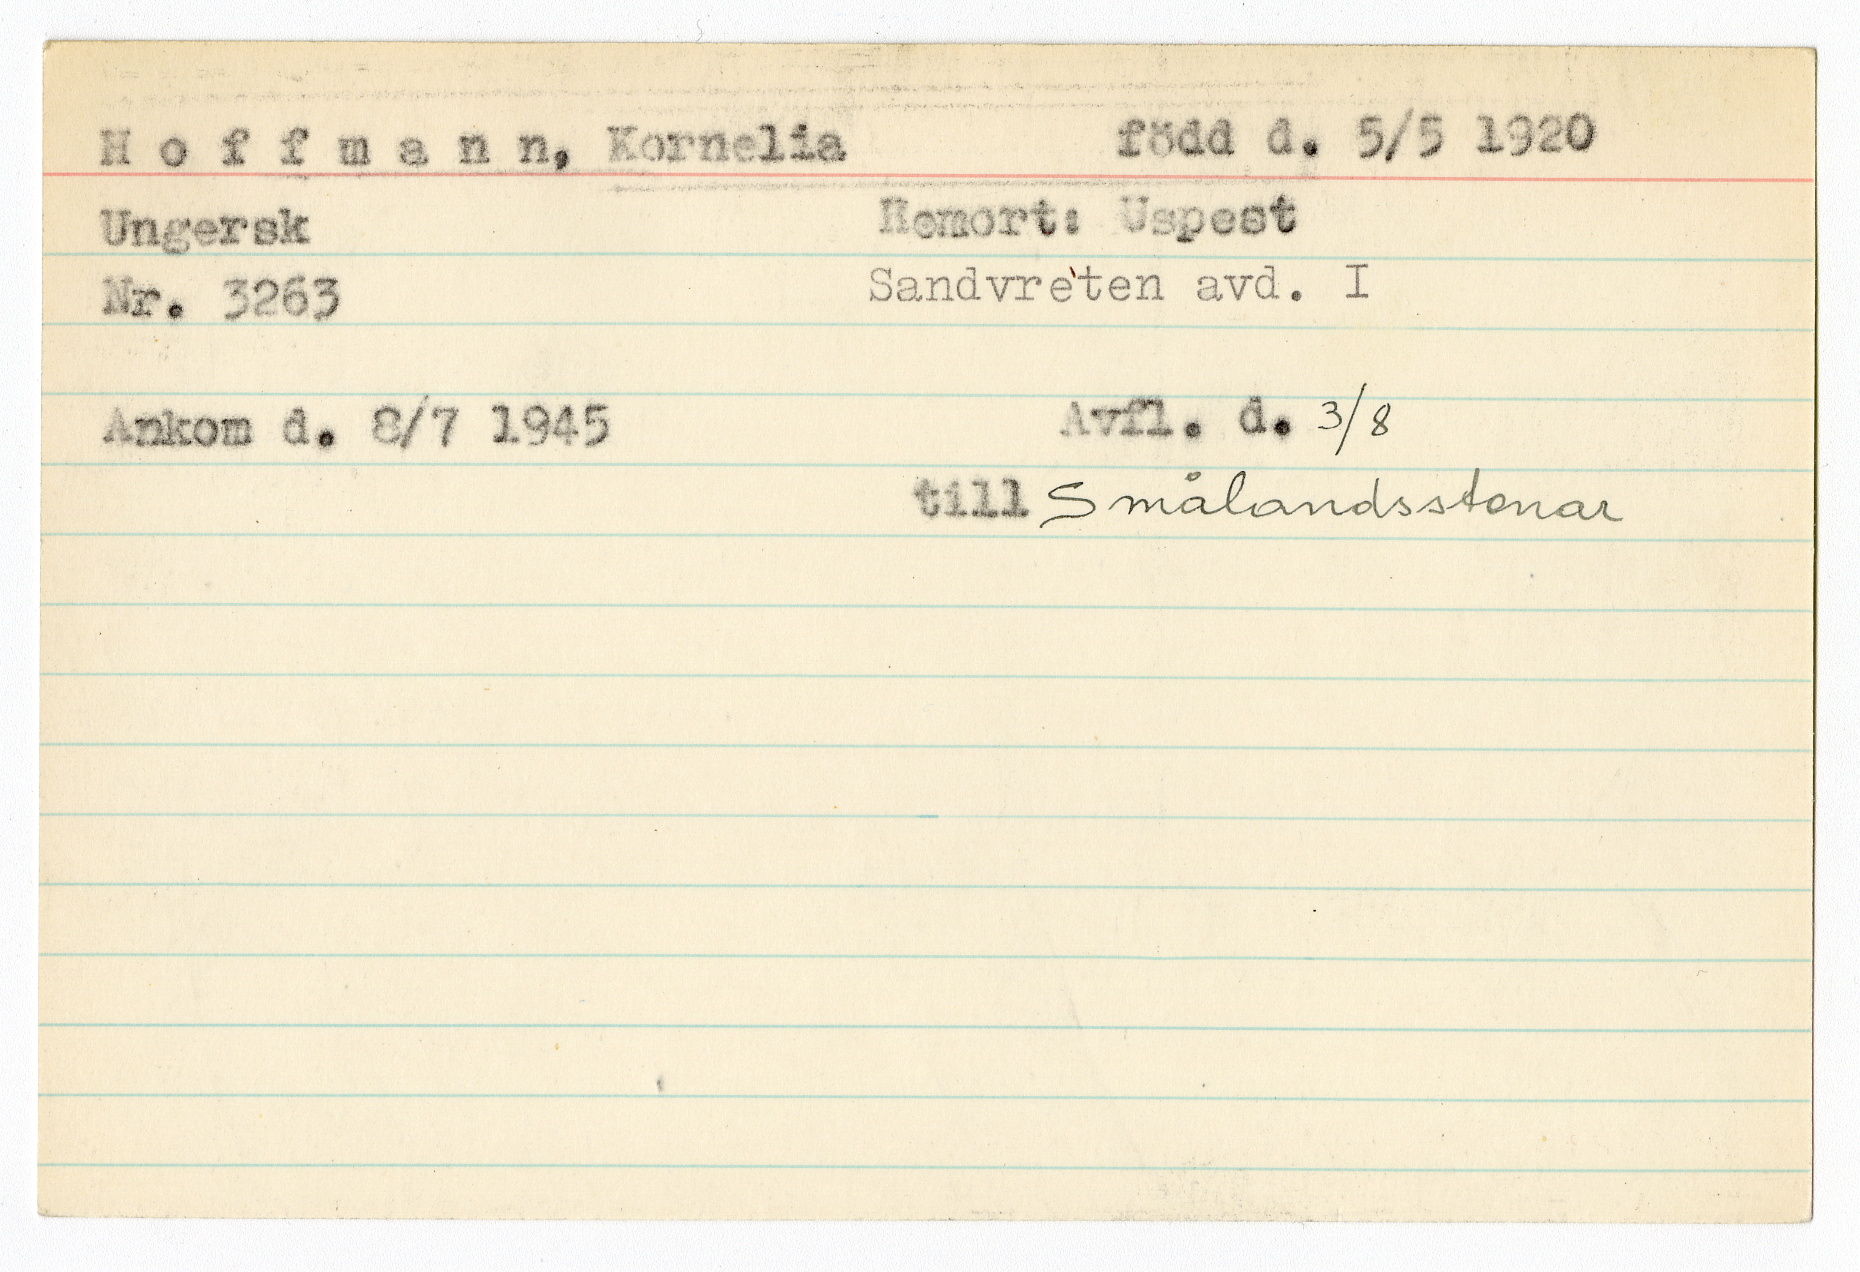 H o f f m a n n, Kornelia född d. 5/5 1920
Ungersk Hemort: Uspest
Nr. 3263 Sandvreten avd. I
Ankom d. 8/7 1945 Avfl. d. 3/8
till Smålandsstenar